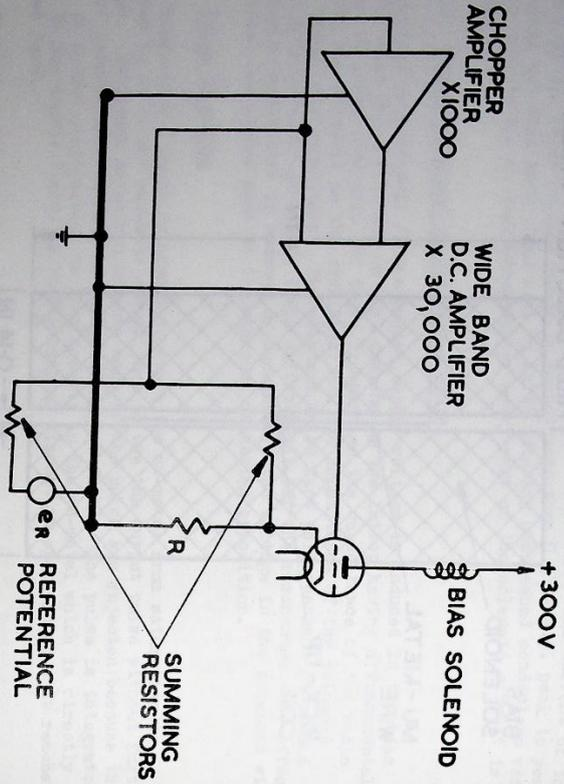 CHOPPER
AMPLIFIER
X1000
WIDE BAND
D.C. AMPLIFIER
X 30,000
+300V
BIAS SOLENOID
R
SUMMING
RESISTORS
eR
REFERENCE
POTENTIAL